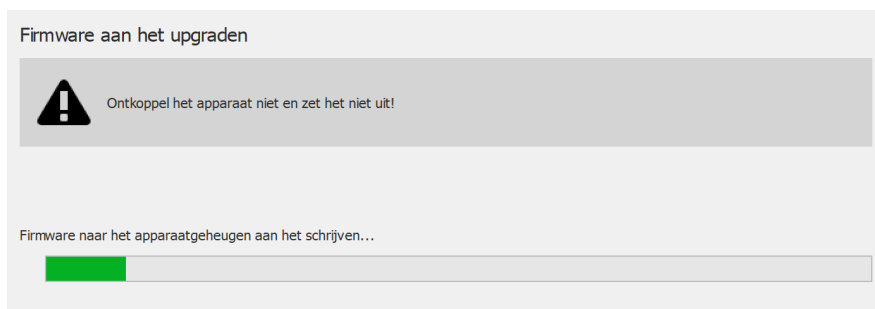 Firmware aan het upgraden
Ontkoppel het apparaat niet en zet het niet uit!
Firmware naar het apparaatgeheugen aan het schrijven...